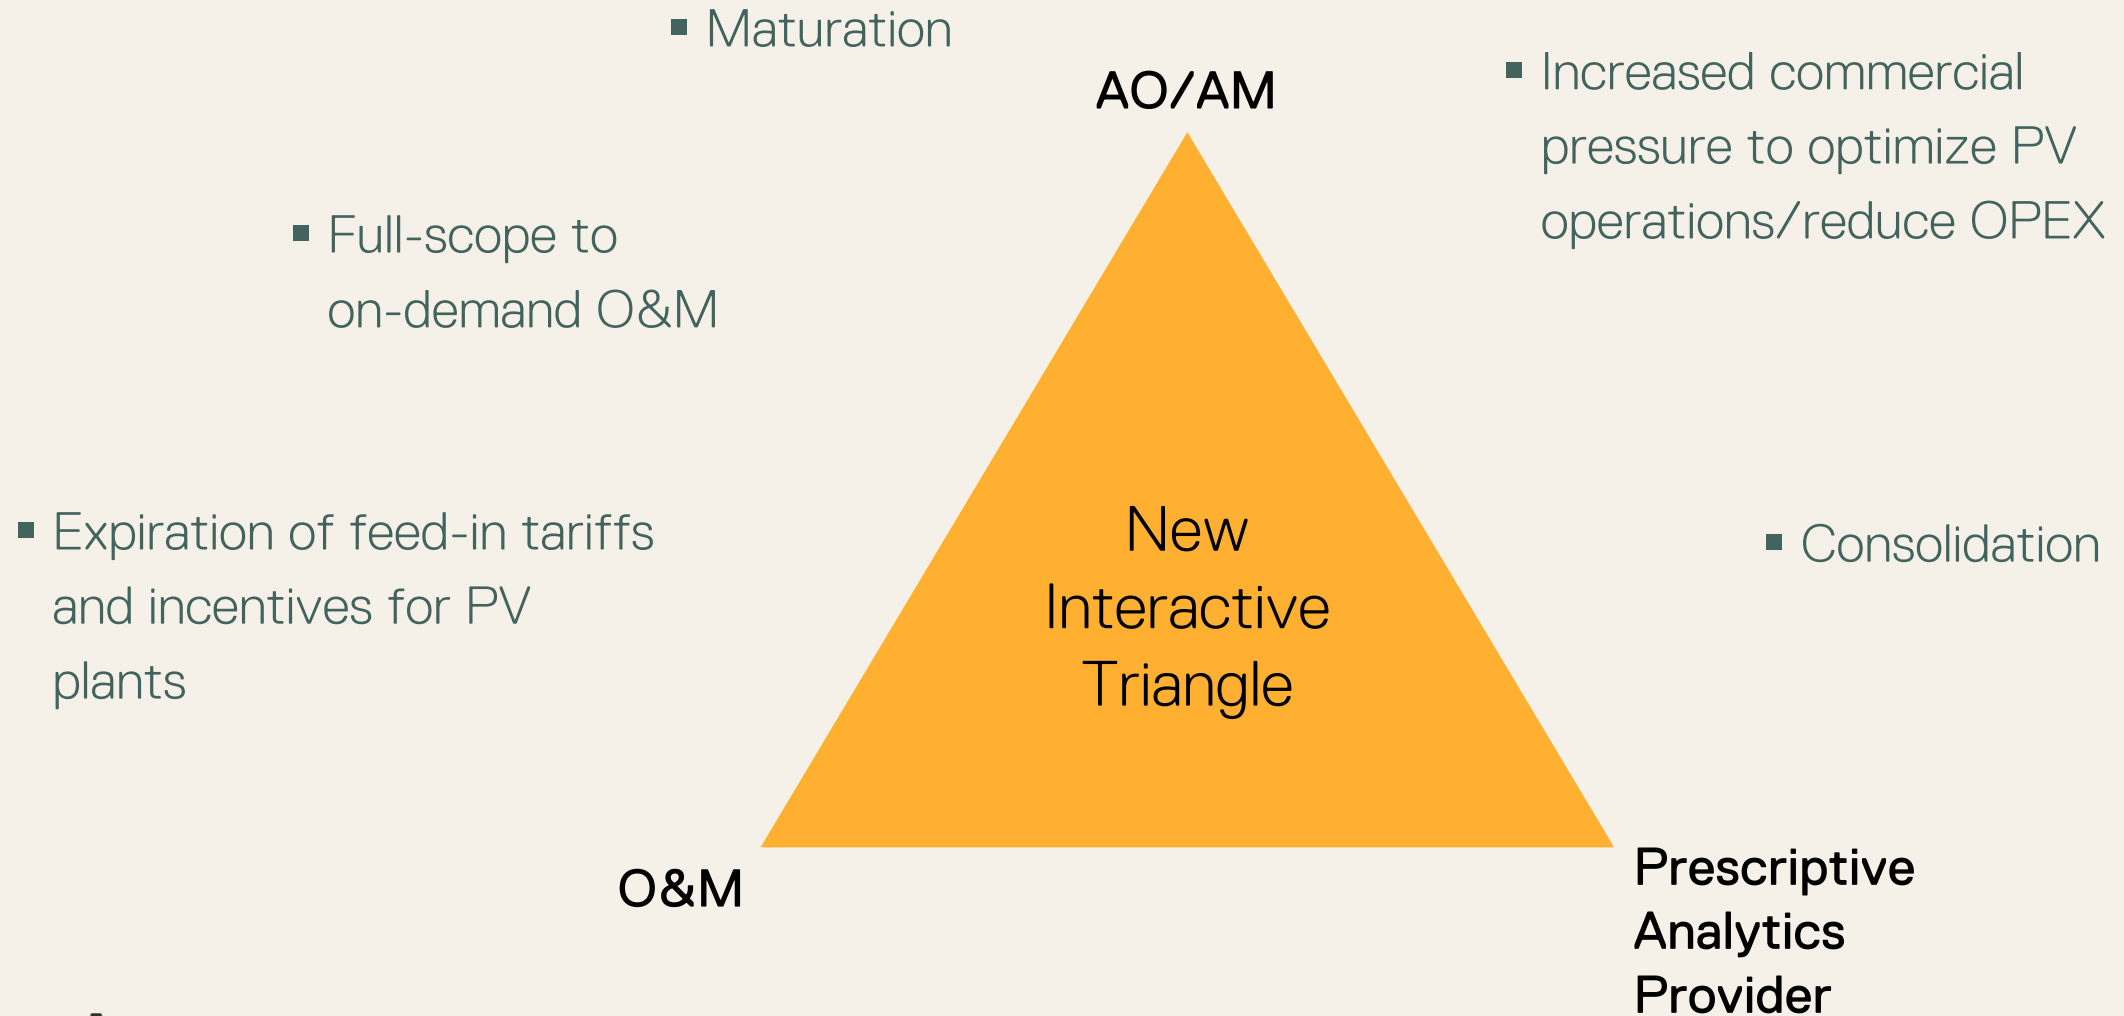 Maturation
AO/AM
Increased commercial
pressure to optimize PV
operations/reduce OPEX
Full-scope to
on-demand O&M
Expiration of feed-in tariffs
and incentives for PV
plants
New
Interactive
Triangle
Consolidation
O&M
Prescriptive
Analytics
Provider